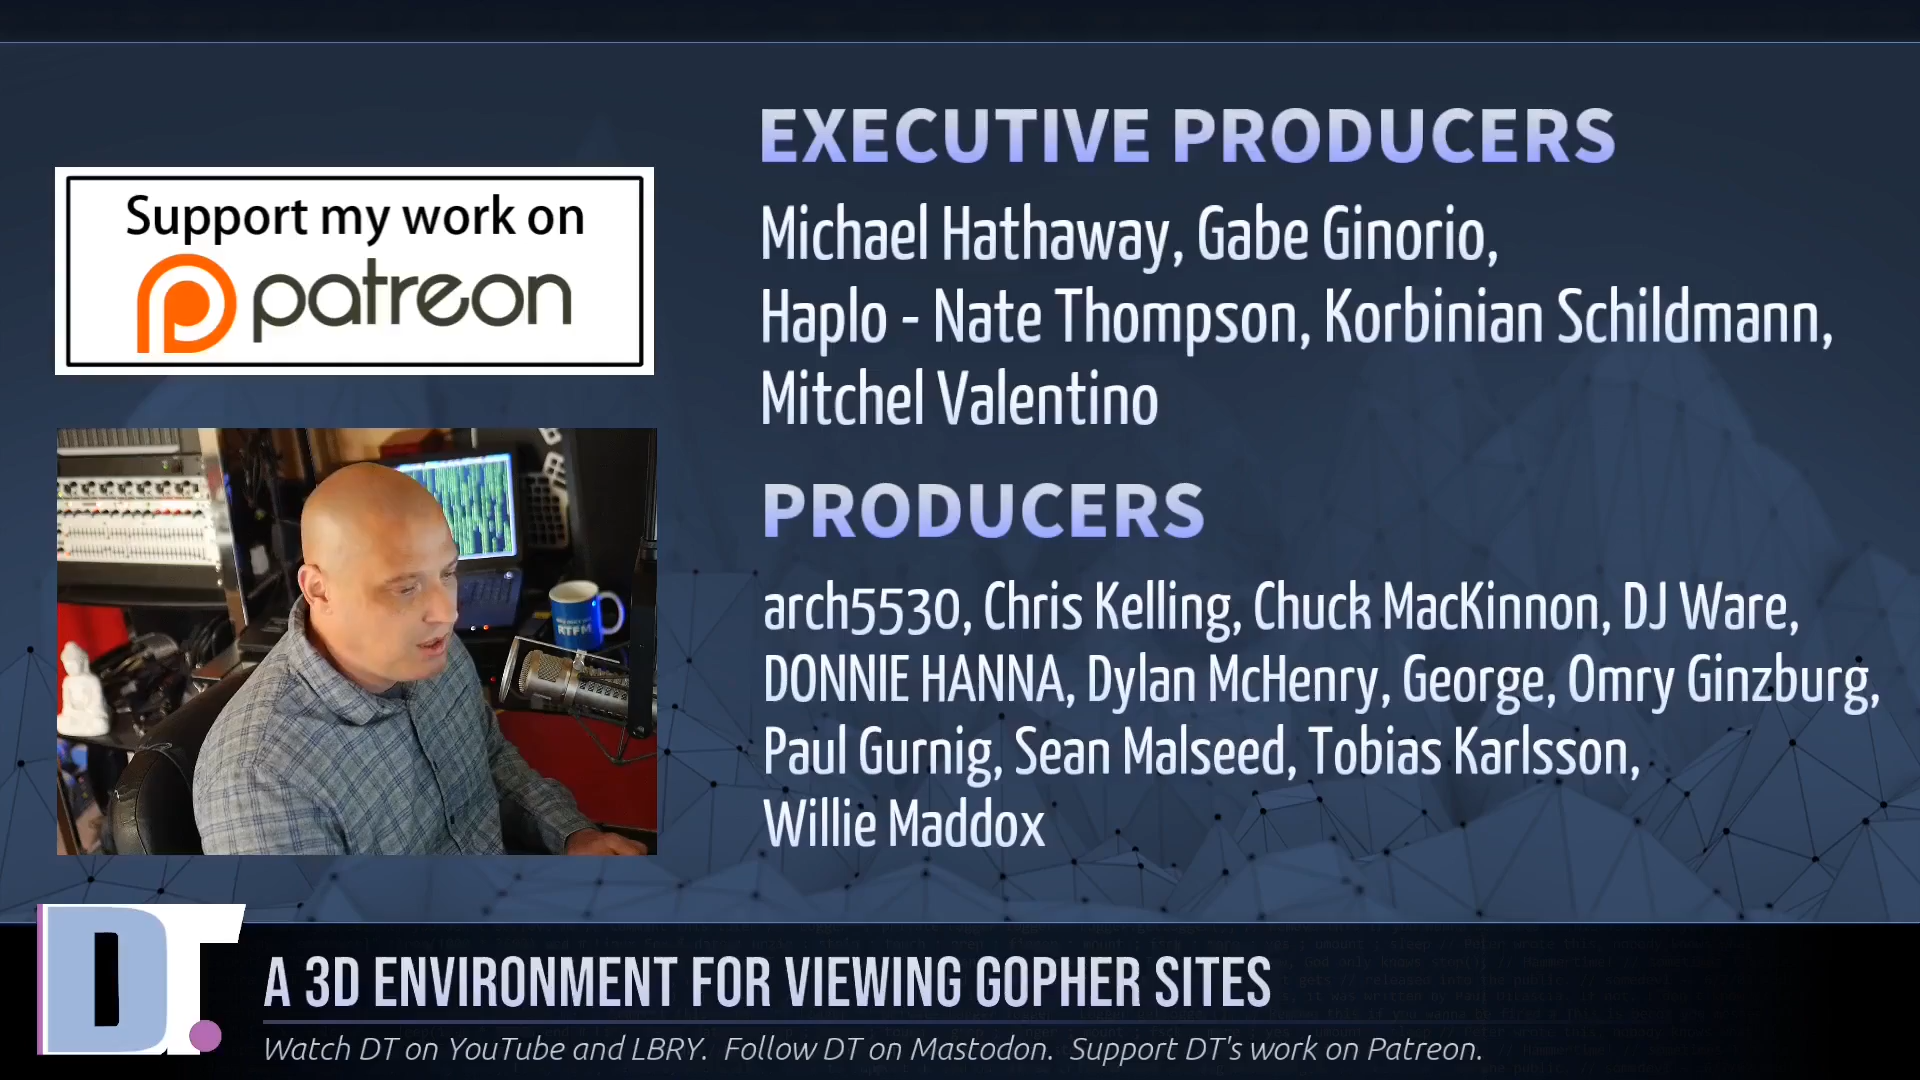 EXECUTIVE PRODUCERS
Michael Hathaway, Gabe Ginorio,
Haplo - Nate Thompson, Korbinian Schildmann,
Mitchel Valentino
Support my work on
patreon
PRODUCERS
arch5530, Chris Kelling, Chuck MacKinnon, DJ Ware,
DONNIE HANNA, Dylan McHenry, George, Omry Ginzburg,
Paul Gurnig, Sean Malseed, Tobias Karlsson,
Willie Maddox
RTFM
DT.
A 3D ENVIRONMENT FOR VIEWING GOPHER SITES
Watch DT on YouTube and LBRY. Follow DT on Mastodon. Support DT's work on Patreon.